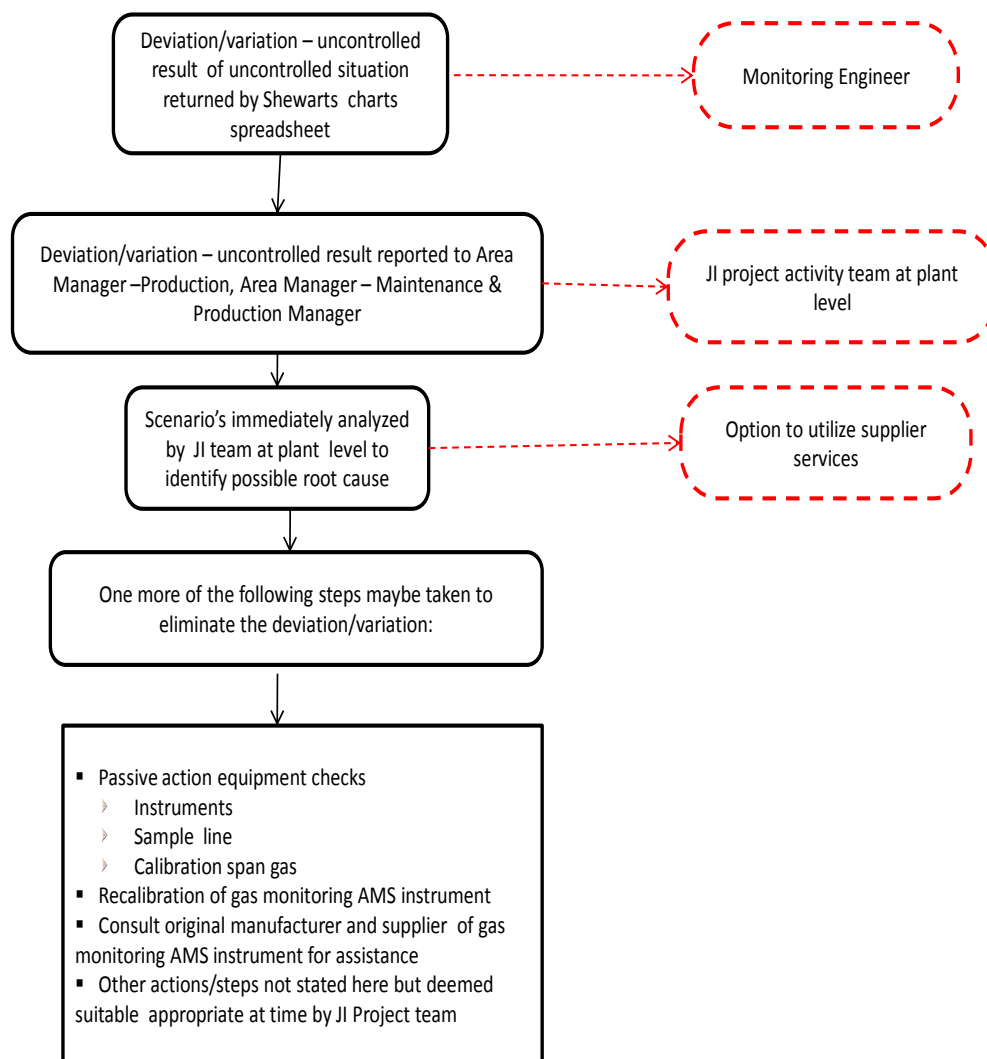 Deviation/variation – uncontrolled
result of uncontrolled situation
returned by Shewarts charts
spreadsheet
Monitoring Engineer
Deviation/variation – uncontrolled result reported to Area
Manager –Production, Area Manager – Maintenance &
Production Manager
JI project activity team at plant
level
Scenario's immediately analyzed
by JI team at plant level to
identify possible root cause
Option to utilize supplier
services
One more of the following steps maybe taken to
eliminate the deviation/variation:
▪ Passive action equipment checks
Instruments
Sample line
Calibration span gas
▪ Recalibration of gas monitoring AMS instrument
▪ Consult original manufacturer and supplier of gas
monitoring AMS instrument for assistance
▪ Other actions/steps not stated here but deemed
suitable appropriate at time by JI Project team